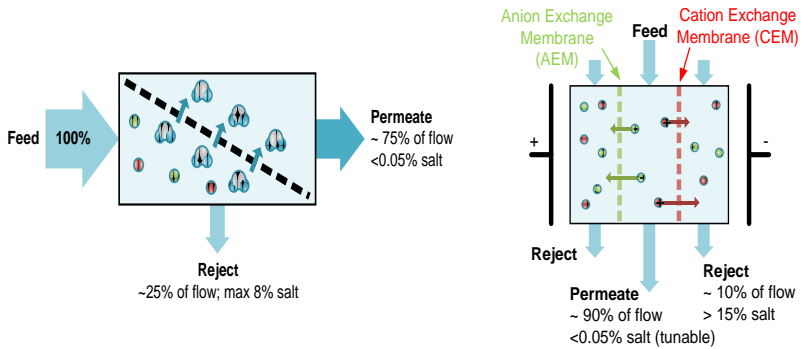 Feed
100%
Permeate
~ 75% of flow
<0.05% salt
Reject
~25% of flow; max 8% salt
Anion Exchange
Membrane
(AEM)
Cation Exchange
Membrane (CEM)
Feed
+
-
Reject
Permeate
~ 90% of flow
<0.05% salt (tunable)
Reject
~ 10% of flow
> 15% salt